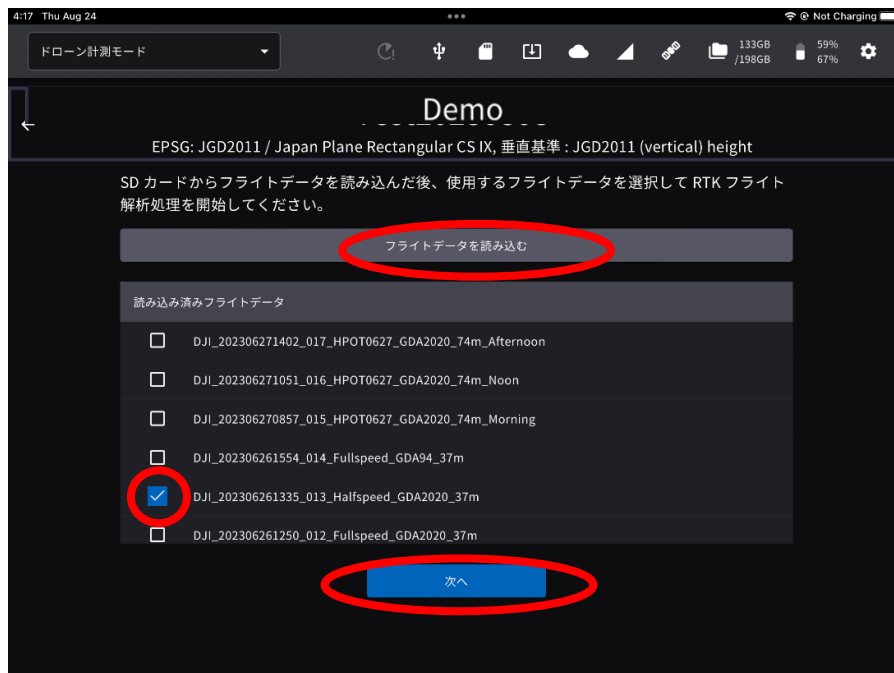 4:17 Thu Aug 24
Not Charging
ドローン計測モード
133GB
/198GB
59%
67%
Demo
EPSG: JGD2011 / Japan Plane Rectangular CS IX, 垂直基準 : JGD2011 (vertical) height
SD カードからフライトデータを読み込んだ後、使用するフライトデータを選択して RTK フライト
解析処理を開始してください。
フライトデータを読み込む
読み込み済みフライトデータ
DJI_202306271402_017_HPOT0627_GDA2020_74m_Afternoon
DJI_202306271051_016_HPOT0627_GDA2020_74m_Noon
DJI_202306270857_015_HPOT0627_GDA2020_74m_Morning
DJI_202306261554_014_Fullspeed_GDA94_37m
DJI_202306261335_013_Halfspeed_GDA2020_37m
DJI_202306261250_012_Fullspeed_GDA2020_37m
次へ